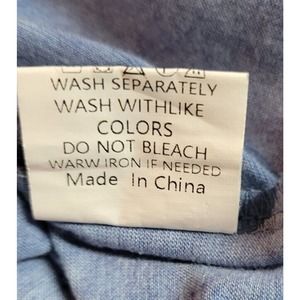 WASH SEPARATELY
WASH WITHLIKE
COLORS
DO NOT BLEACH
WARW IRON IF NEEDED
Made In China